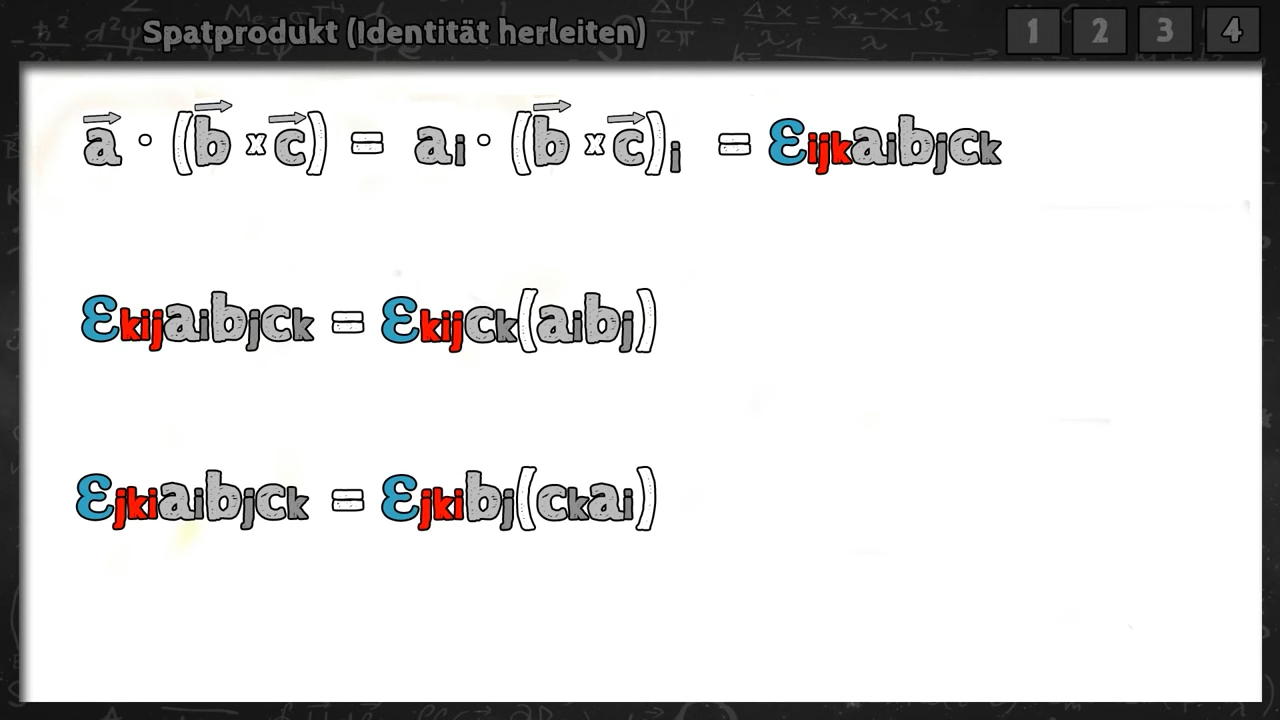 Spatprodukt (Identität herleiten) 1 2 3 4
a⃗ · (b⃗ × c⃗) = aᵢ · (b⃗ × c⃗)ᵢ = εᵢⱼₖaᵢbⱼcₖ
εₖᵢⱼaᵢbⱼcₖ = εₖᵢⱼcₖ(aᵢbⱼ)
εⱼₖᵢaᵢbⱼcₖ = εⱼₖᵢbⱼ(cₖaᵢ)